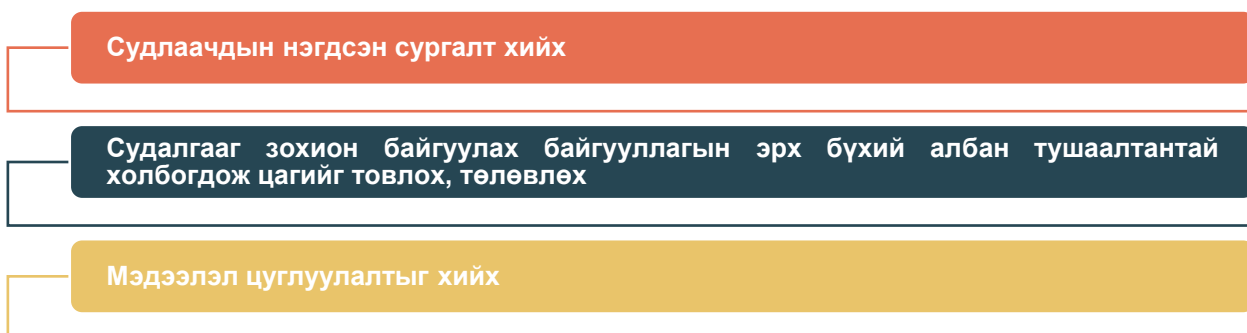 Судлаачдын нэгдсэн сургалт хийх
Судалгааг зохион байгуулах байгууллагын эрх бүхий албан тушаалтантай
холбогдож цагийг товлох, төлөвлөх
Мэдээлэл цуглуулалтыг хийх